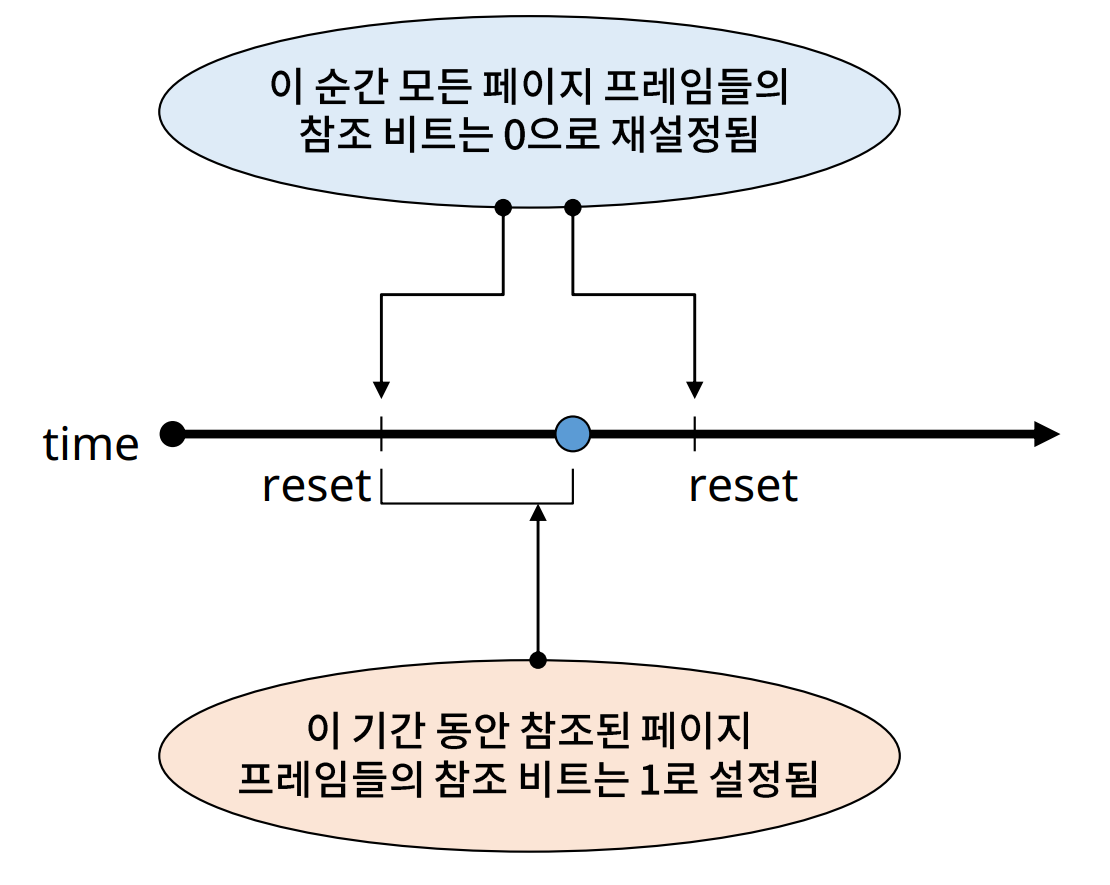 이 순간 모든 페이지 프레임들의
참조 비트는 0으로 재설정됨
time
reset
reset
이 기간 동안 참조된 페이지
프레임들의 참조 비트는 1로 설정됨